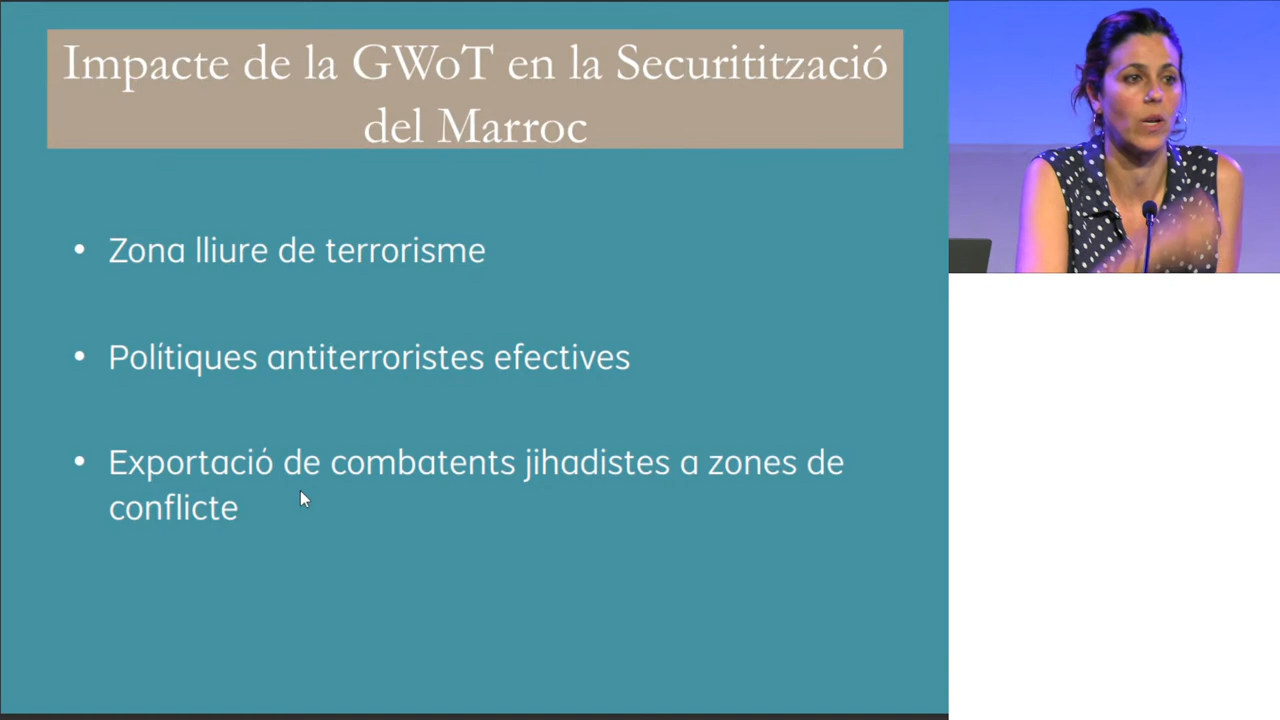 Impacte de la GWoT en la Securitització
del Marroc
• Zona lliure de terrorisme
• Polítiques antiterroristes efectives
• Exportació de combatents jihadistes a zones de
conflicte